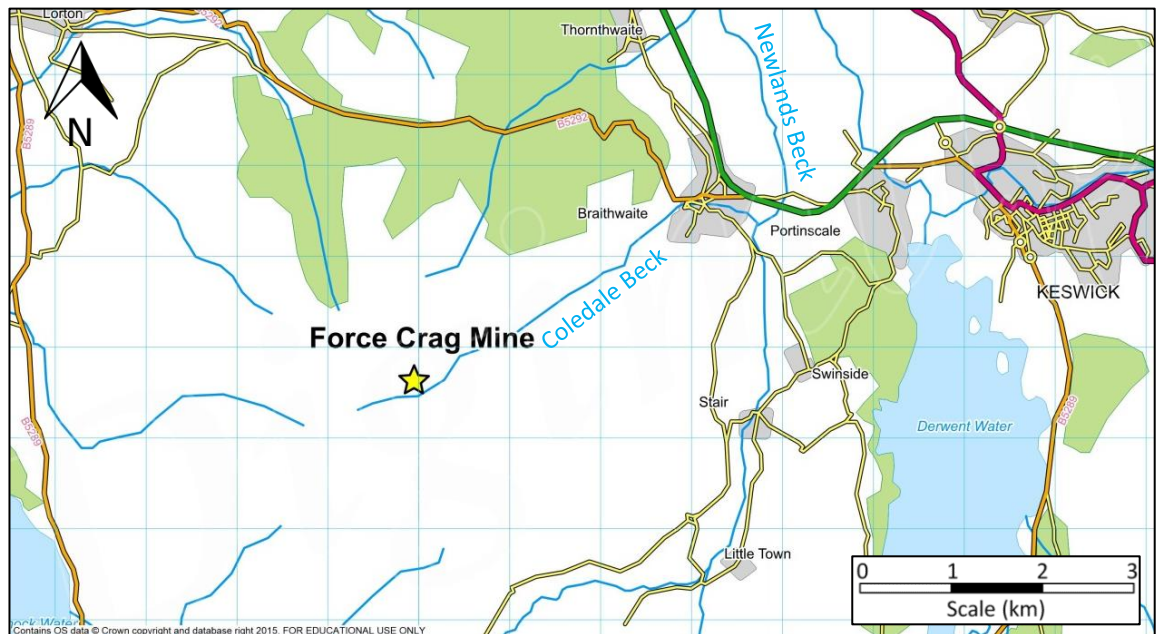 Lorton
B5292
Thornthwaite
Newlands Beck
N
B5289
B5292
Braithwaite
Portinscale
Coledale Beck
KESWICK
Force Crag Mine
Swinside
Stair
B5289
B5289
Derwent Water
Little Town
0 1 2 3
Scale (km)
Contains OS data © Crown copyright and database right 2015. FOR EDUCATIONAL USE ONLY